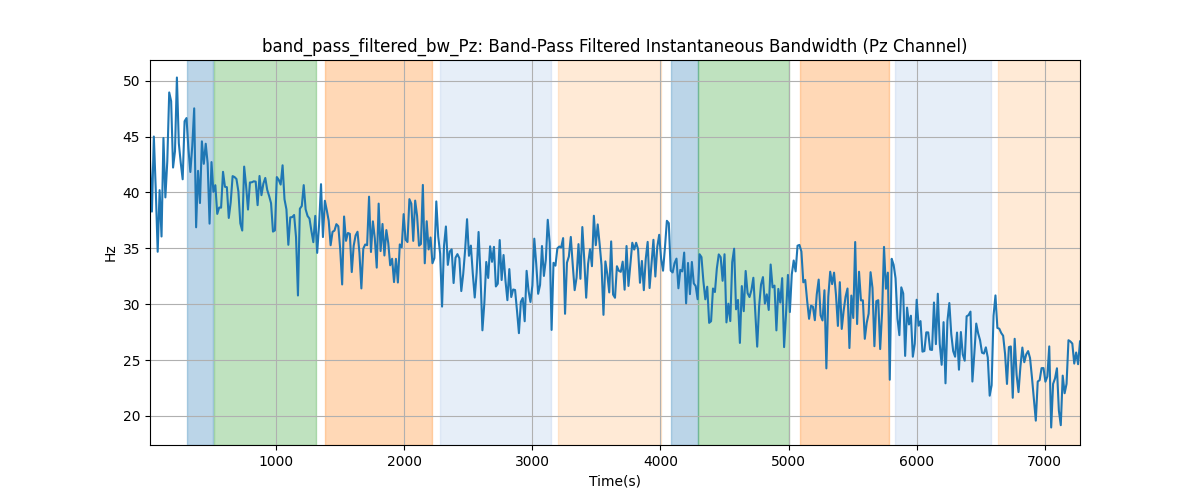 band_pass_filtered_bw_Pz: Band-Pass Filtered Instantaneous Bandwidth (Pz Channel)
50
45
40
35
30
25
20
Hz
1000 2000 3000 4000 5000 6000 7000
Time(s)